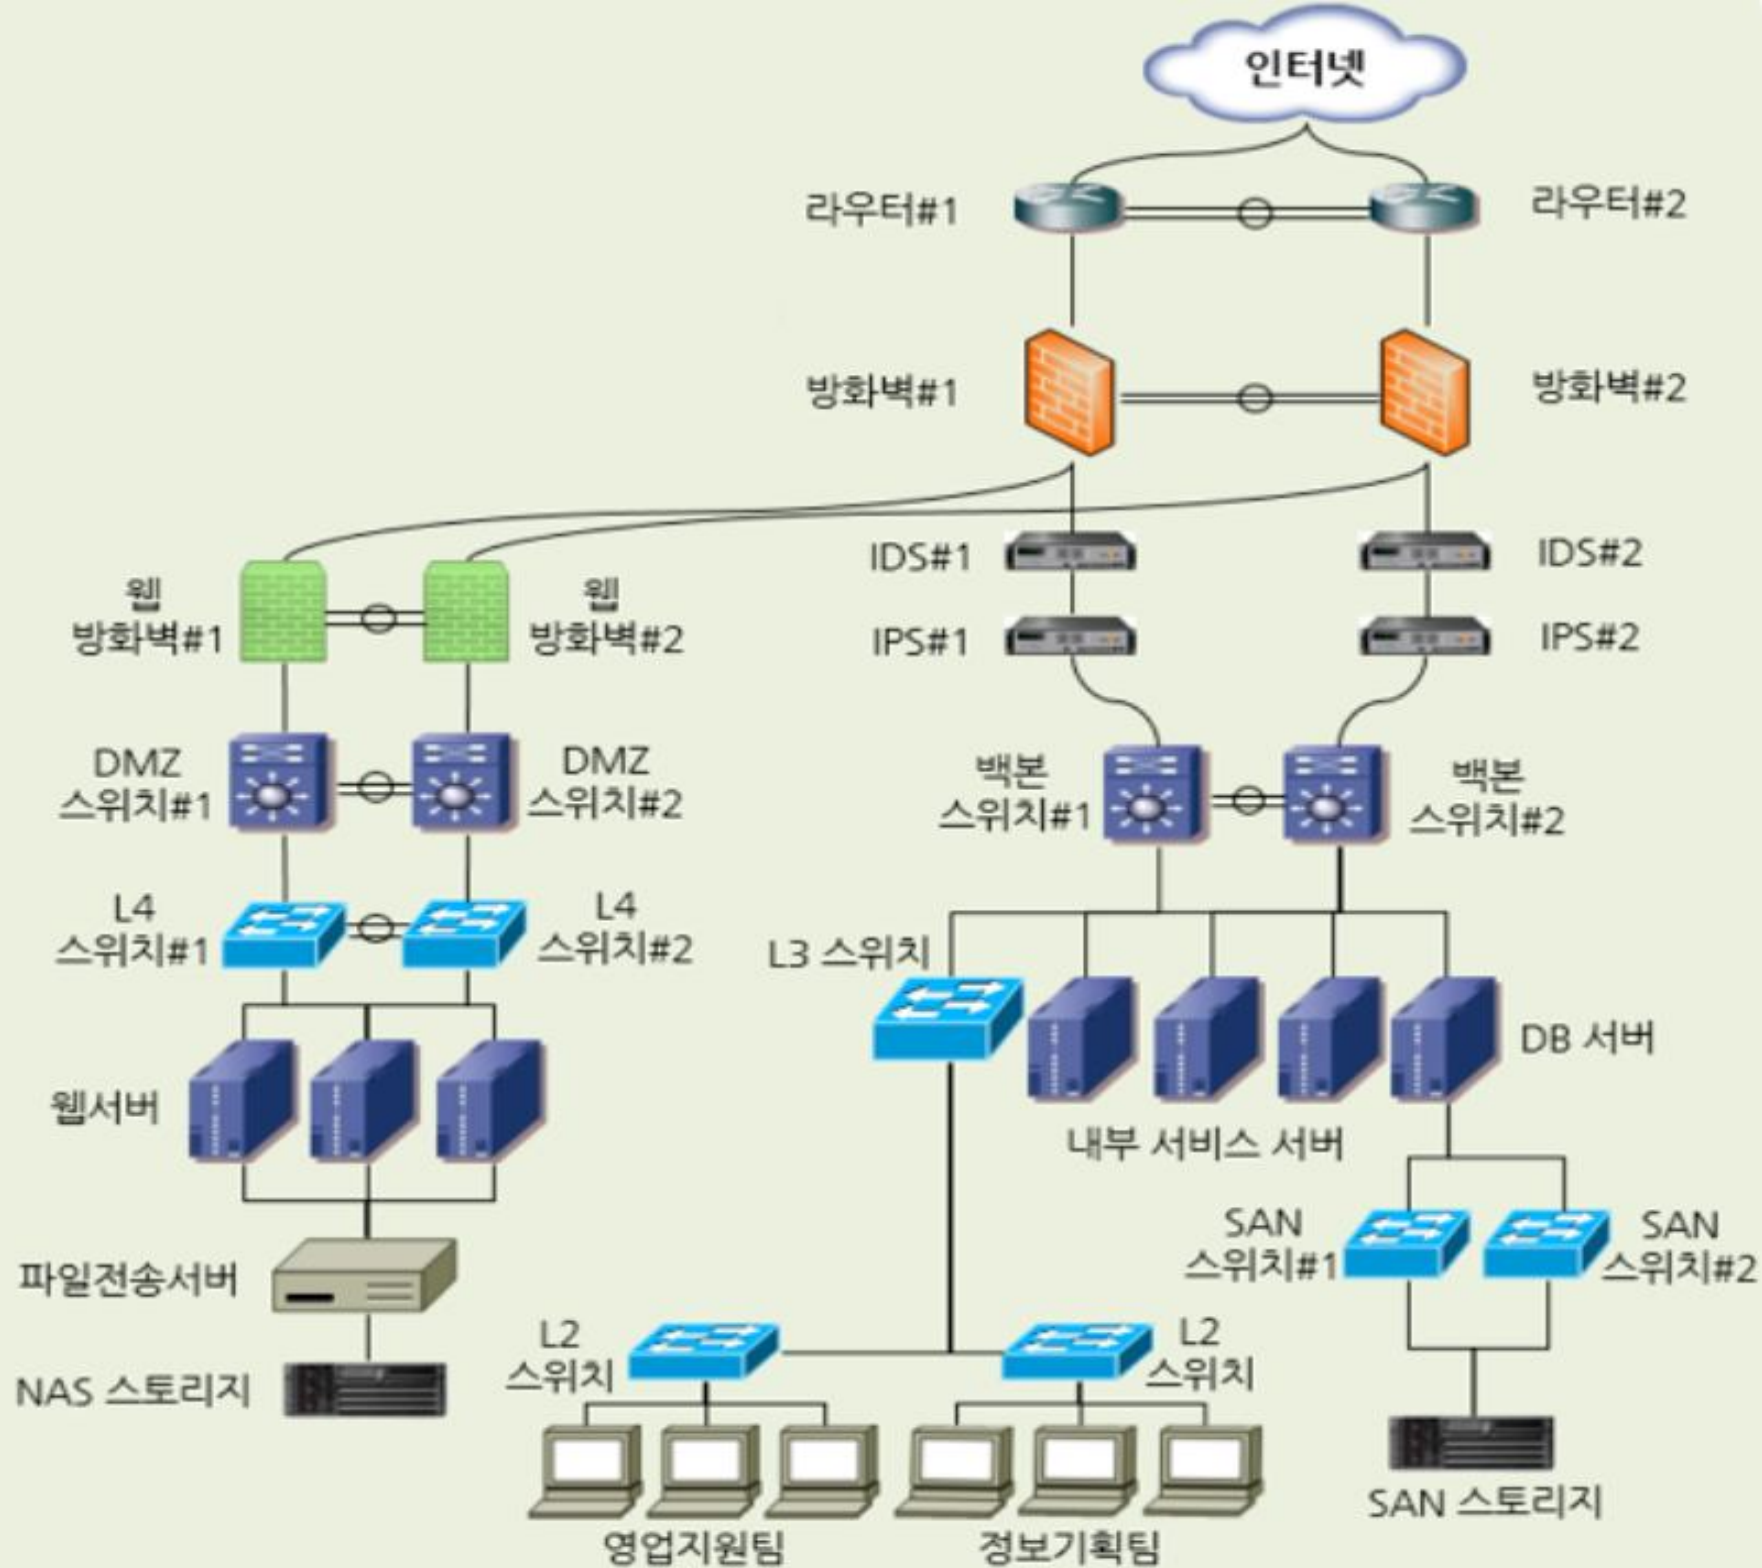 인터넷
라우터#1
라우터#2
방화벽#1
방화벽#2
IDS#1
IDS#2
웹
방화벽#1
웹
방화벽#2
IPS#1
IPS#2
DMZ
스위치#1
DMZ
스위치#2
백본
스위치#1
백본
스위치#2
L4
스위치#1
L4
스위치#2
L3 스위치
DB 서버
웹서버
내부 서비스 서버
SAN
스위치#1
SAN
스위치#2
파일전송서버
L2
스위치
L2
스위치
NAS 스토리지
SAN 스토리지
영업지원팀
정보기획팀